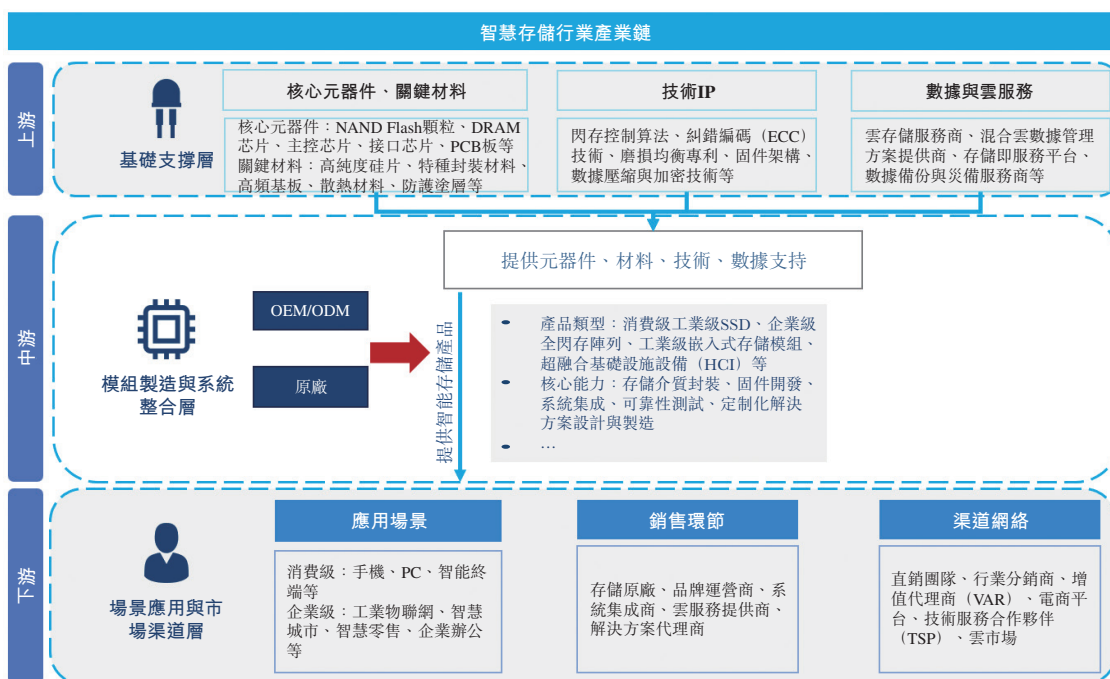 智慧存儲行業產業鏈
上游
基礎支撐層
核心元器件、關鍵材料
核心元器件：NAND Flash顆粒、DRAM
芯片、主控芯片、接口芯片、PCB板等
關鍵材料：高純度硅片、特種封裝材料、
高頻基板、散熱材料、防護塗層等
技術IP
閃存控制算法、糾錯編碼（ECC）
技術、磨損均衡專利、固件架構、
數據壓縮與加密技術等
數據與雲服務
雲存儲服務商、混合雲數據管理
方案提供商、存儲即服務平台、
數據備份與災備服務商等
中游
模組製造與系統
整合層
OEM/ODM
原廠
提供元器件、材料、技術、數據支持
提供智能存儲產品
• 產品類型：消費級工業級SSD、企業級
全閃存陣列、工業級嵌入式存儲模組、
超融合基礎設施設備（HCI）等
• 核心能力：存儲介質封裝、固件開發、
系統集成、可靠性測試、定制化解決
方案設計與製造
• …
下游
場景應用與市
場渠道層
應用場景
消費級：手機、PC、智能終
端等
企業級：工業物聯網、智慧
城市、智慧零售、企業辦公
等
銷售環節
存儲原廠、品牌運營商、系
統集成商、雲服務提供商、
解決方案代理商
渠道網絡
直銷團隊、行業分銷商、增
值代理商（VAR）、電商平
台、技術服務合作夥伴
（TSP）、雲市場